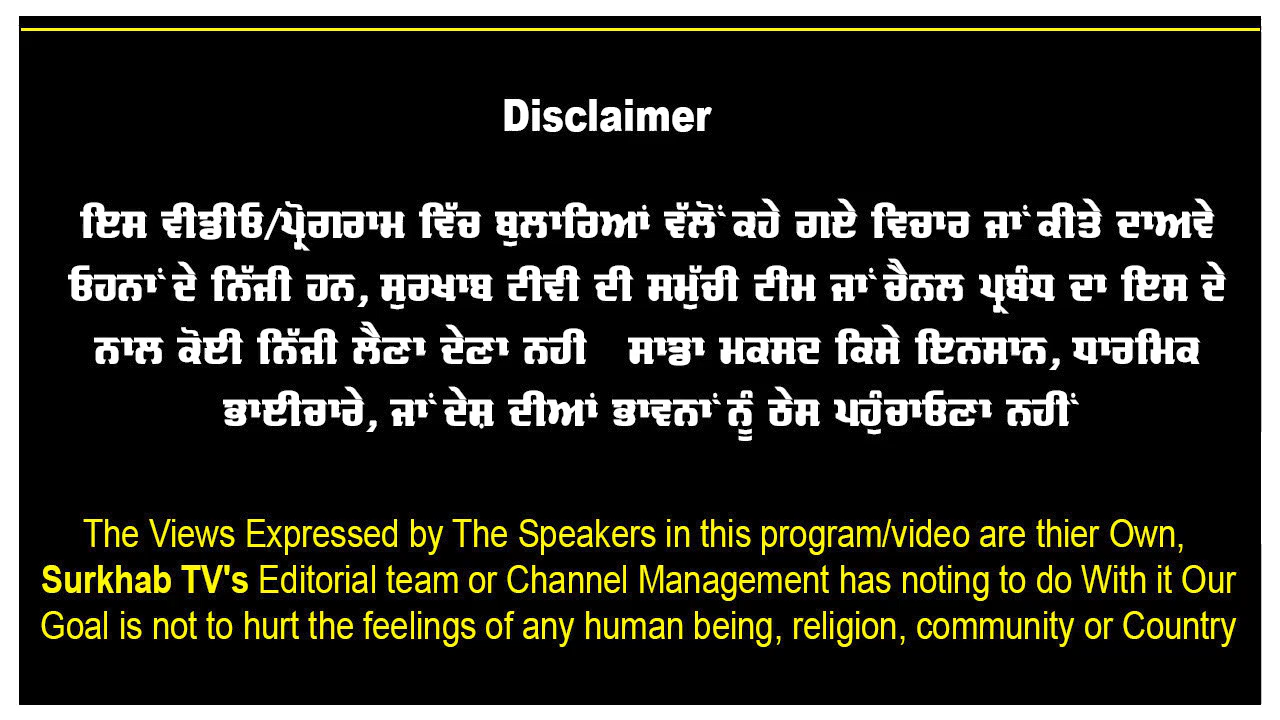 Disclaimer
ਇਸ ਵੀਡੀਓ/ਪ੍ਰੋਗਰਾਮ ਵਿੱਚ ਬੁਲਾਰਿਆਂ ਵੱਲੋਂ ਕਹੇ ਗਏ ਵਿਚਾਰ ਜਾਂ ਕੀਤੇ ਦਾਅਵੇ
ਓਹਨਾਂ ਦੇ ਨਿੱਜੀ ਹਨ, ਸੁਰਖਾਬ ਟੀਵੀ ਦੀ ਸਮੁੱਚੀ ਟੀਮ ਜਾਂ ਚੈਨਲ ਪ੍ਰਬੰਧ ਦਾ ਇਸ ਦੇ
ਨਾਲ ਕੋਈ ਨਿੱਜੀ ਲੈਣਾ ਦੇਣਾ ਨਹੀ ਸਾਡਾ ਮਕਸਦ ਕਿਸੇ ਇਨਸਾਨ, ਧਾਰਮਿਕ
ਭਾਈਚਾਰੇ, ਜਾਂ ਦੇਸ਼ ਦੀਆਂ ਭਾਵਨਾਂ ਨੂੰ ਠੇਸ ਪਹੁੰਚਾਓਣਾ ਨਹੀਂ
The Views Expressed by The Speakers in this program/video are thier Own,
Surkhab TV's Editorial team or Channel Management has noting to do With it Our
Goal is not to hurt the feelings of any human being, religion, community or Country